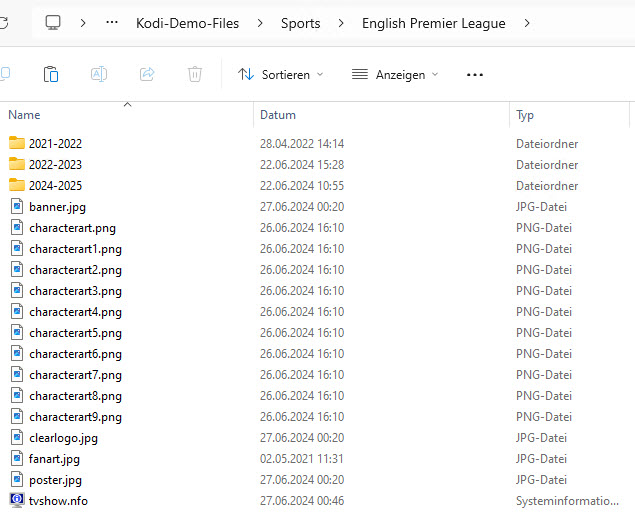 Kodi-Demo-Files Sports English Premier League
Sortieren Anzeigen
Name Datum Typ
2021-2022 28.04.2022 14:14 Dateiordner
2022-2023 22.06.2024 15:28 Dateiordner
2024-2025 22.06.2024 10:55 Dateiordner
banner.jpg 27.06.2024 00:20 JPG-Datei
characterart.png 26.06.2024 16:10 PNG-Datei
characterart1.png 26.06.2024 16:10 PNG-Datei
characterart2.png 26.06.2024 16:10 PNG-Datei
characterart3.png 26.06.2024 16:10 PNG-Datei
characterart4.png 26.06.2024 16:10 PNG-Datei
characterart5.png 26.06.2024 16:10 PNG-Datei
characterart6.png 26.06.2024 16:10 PNG-Datei
characterart7.png 26.06.2024 16:10 PNG-Datei
characterart8.png 26.06.2024 16:10 PNG-Datei
characterart9.png 26.06.2024 16:10 PNG-Datei
clearlogo.jpg 27.06.2024 00:20 JPG-Datei
fanart.jpg 02.05.2021 11:31 JPG-Datei
poster.jpg 27.06.2024 00:20 JPG-Datei
tvshow.nfo 27.06.2024 00:46 Systeminformatio...